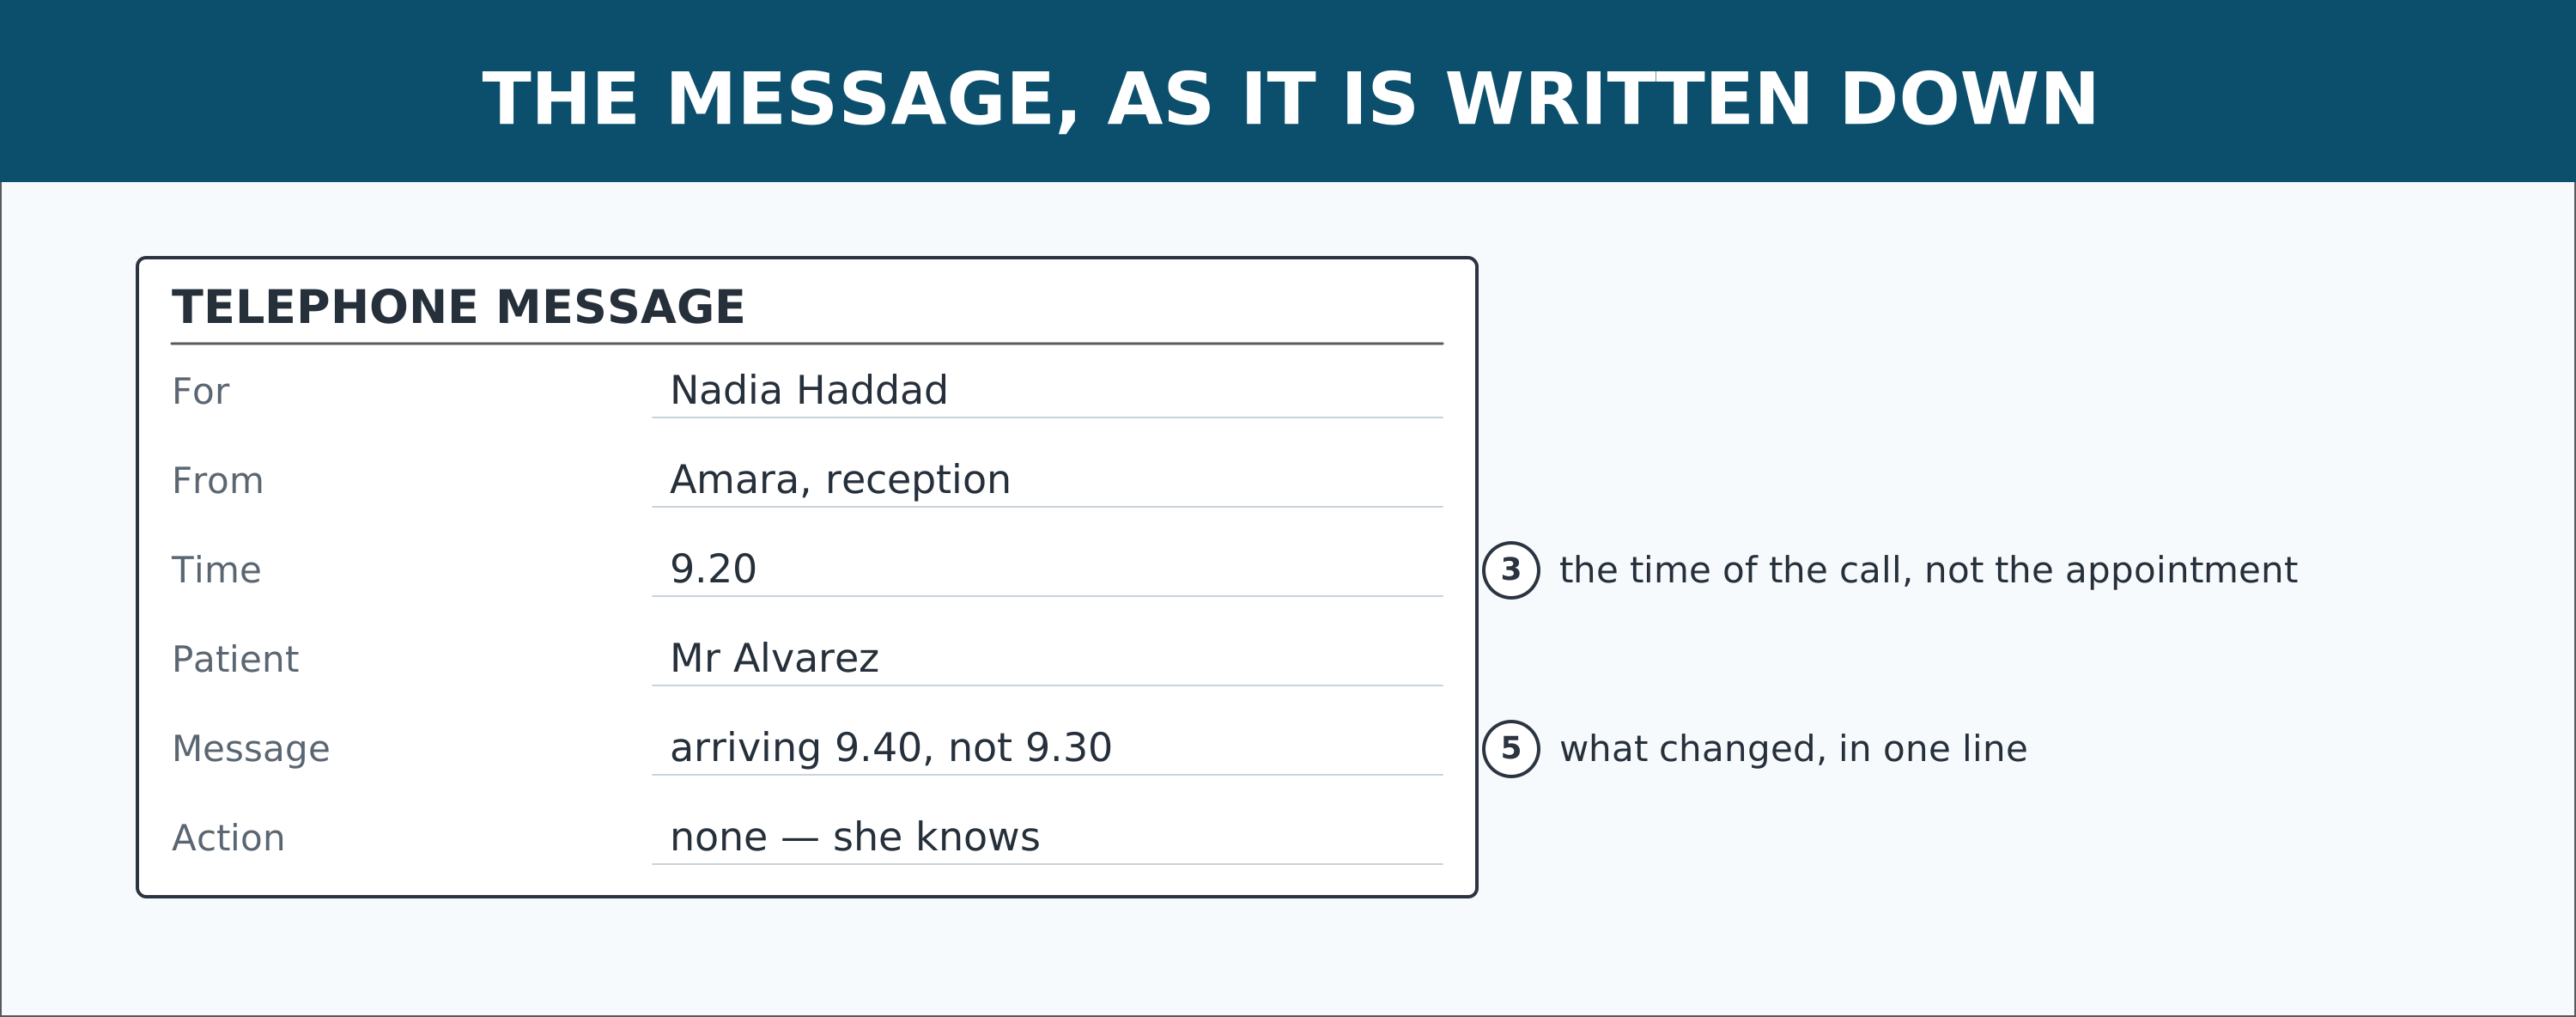 THE MESSAGE, AS IT IS WRITTEN DOWN
TELEPHONE MESSAGE
For Nadia Haddad
From Amara, reception
Time 9.20
3 the time of the call, not the appointment
Patient Mr Alvarez
Message arriving 9.40, not 9.30
5 what changed, in one line
Action none — she knows